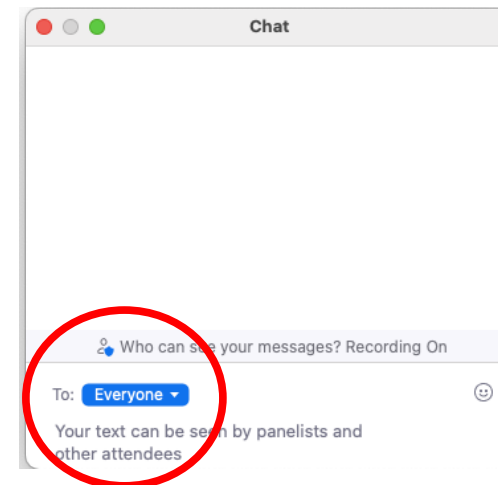 Chat
Who can see your messages? Recording On
To: Everyone
Your text can be seen by panelists and
other attendees